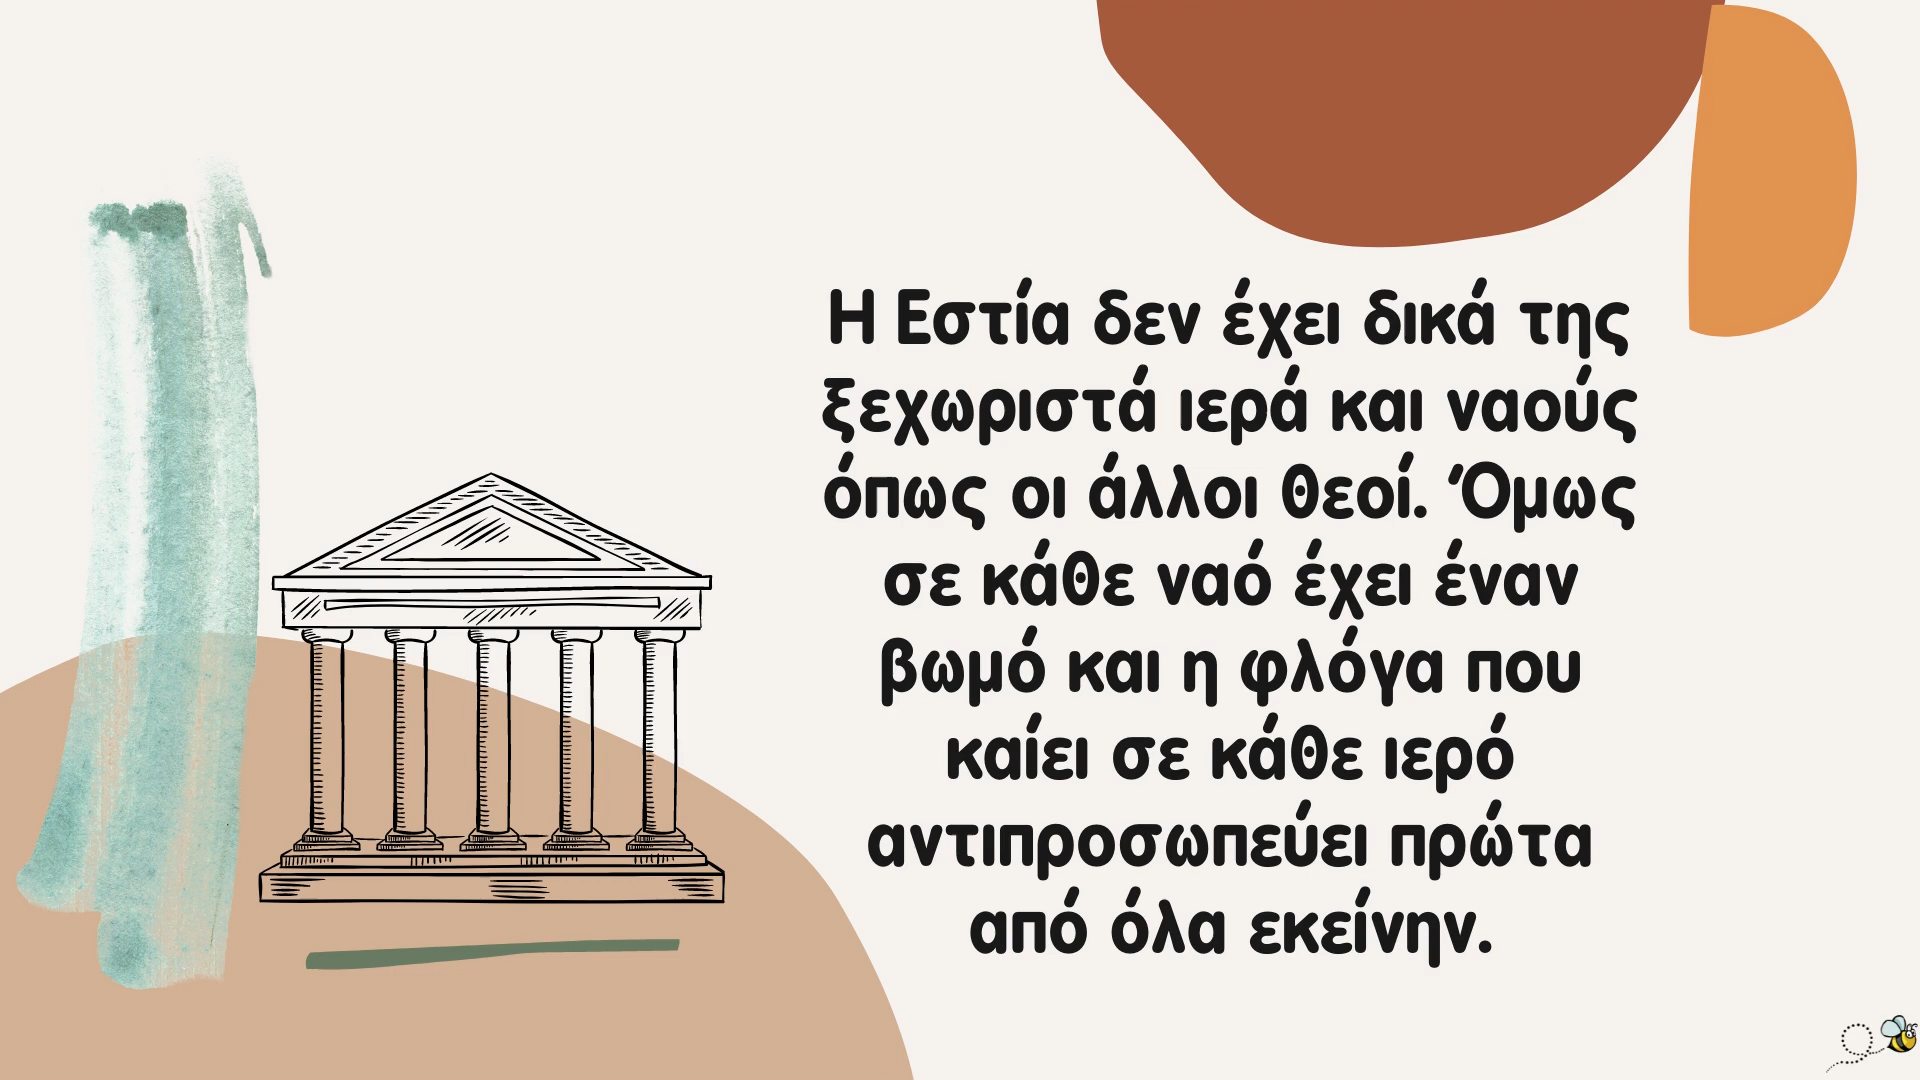 Η Εστία δεν έχει δικά της
ξεχωριστά ιερά και ναούς
όπως οι άλλοι θεοί. Όμως
σε κάθε ναό έχει έναν
βωμό και η φλόγα που
καίει σε κάθε ιερό
αντιπροσωπεύει πρώτα
από όλα εκείνην.